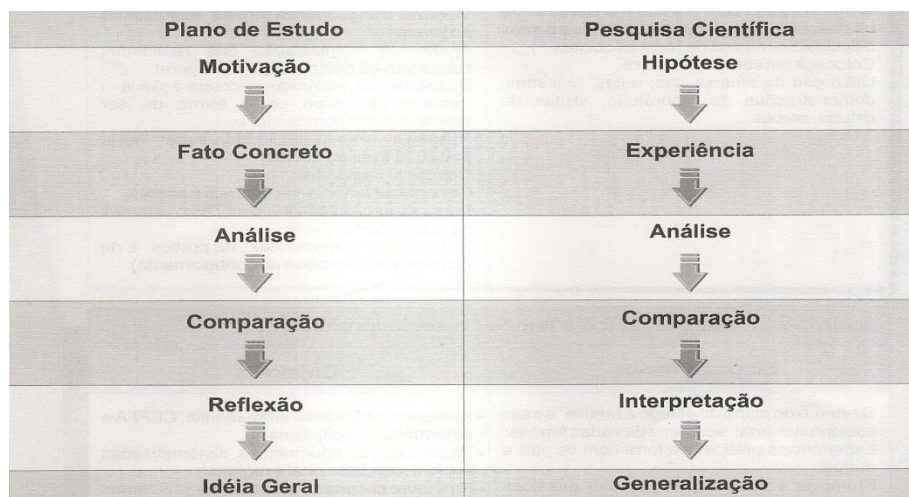 Plano de Estudo Pesquisa Científica
Motivação Hipótese
Fato Concreto Experiência
Análise Análise
Comparação Comparação
Reflexão Interpretação
Idéia Geral Generalização